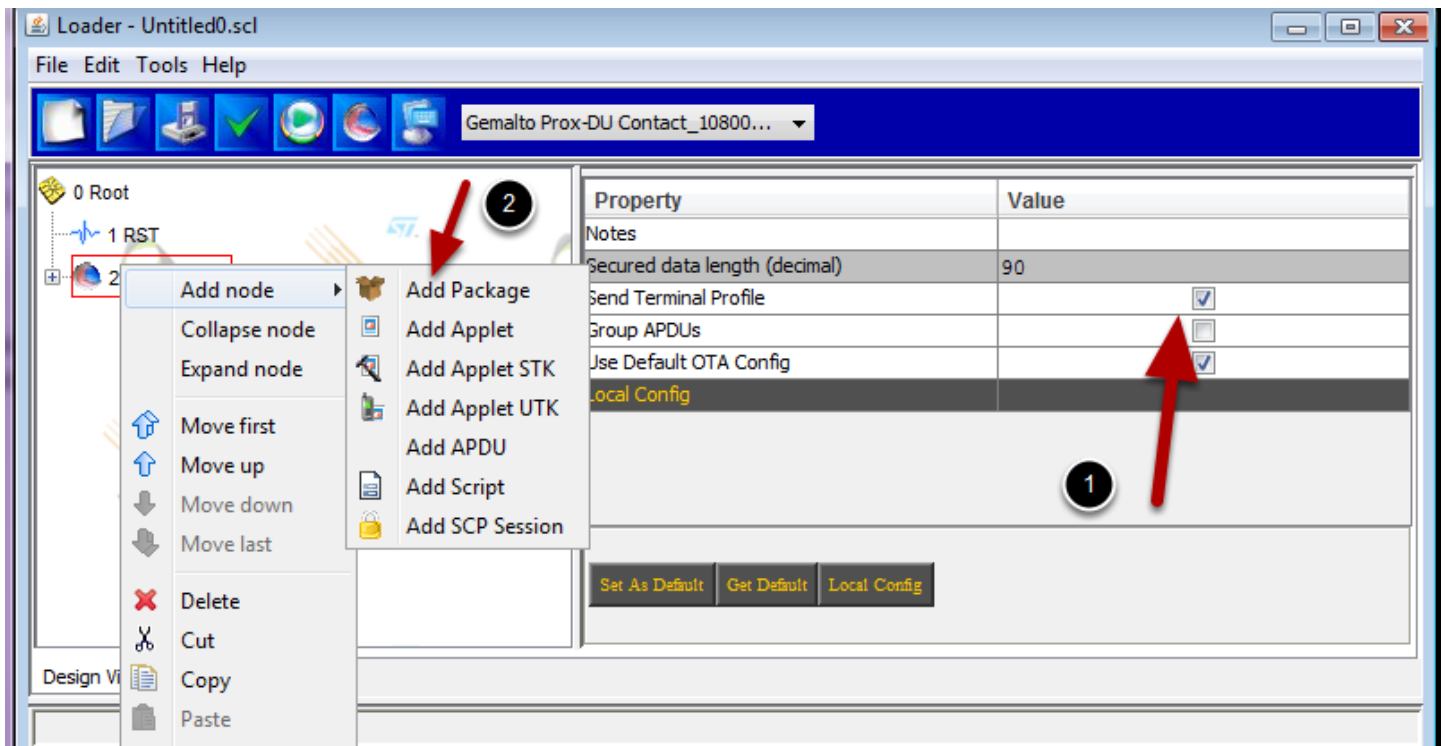 Loader - Untitled0.scl
File Edit Tools Help
Gemalto Prox-DU Contact_10800...
0 Root
1 RST
2
Property Value
Notes
Secured data length (decimal) 90
Send Terminal Profile
Group APDUs
Use Default OTA Config
Local Config
2
1
ST.
Add node
Collapse node
Expand node
Move first
Move up
Move down
Move last
Delete
Cut
Copy
Paste
Add Package
Add Applet
Add Applet STK
Add Applet UTK
Add APDU
Add Script
Add SCP Session
Set As Default Get Default Local Config
Design Vi